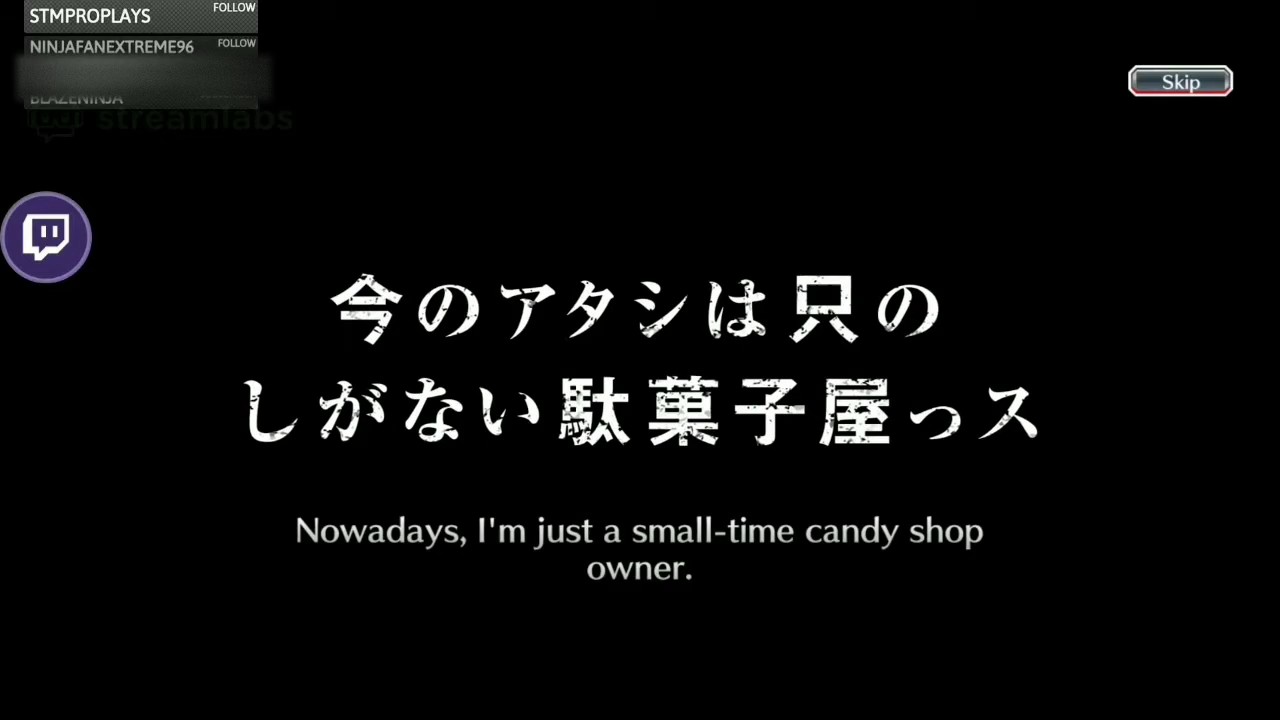 STMPROPLAYS FOLLOW
NINJAFANEXTREME96 FOLLOW
BLAZENINJA
streamlabs
Skip
今のアタシは只の
しがない駄菓子屋っス
Nowadays, I'm just a small-time candy shop
owner.